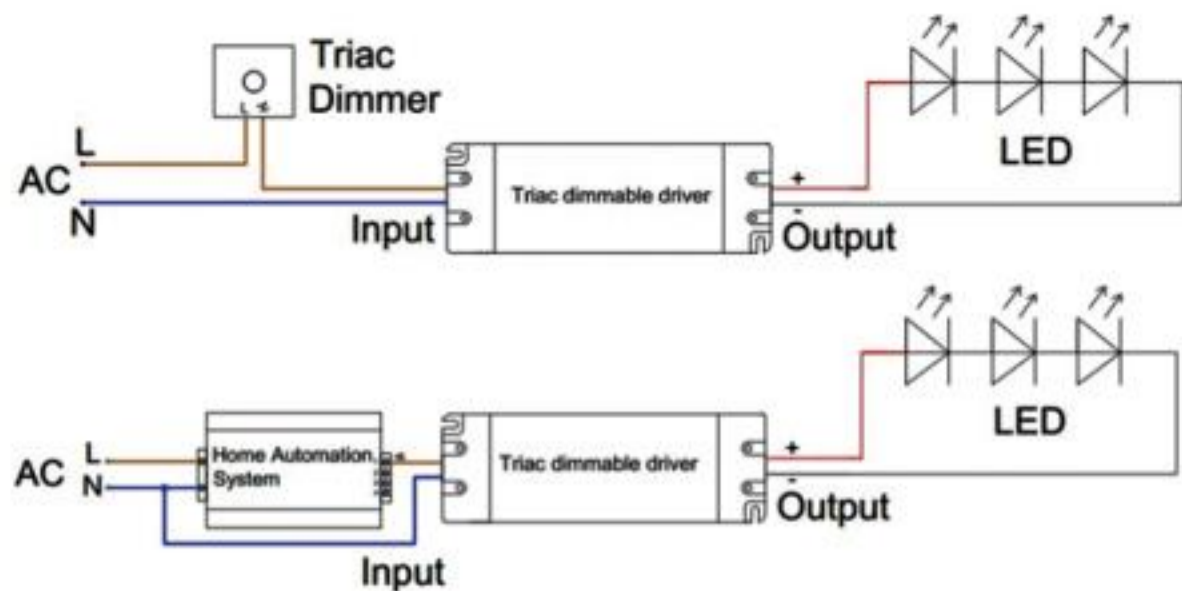 Triac
Dimmer
L
L
AC
N
Input
Triac dimmable driver
+
-
Output
LED
L
AC
N
Home Automation
System
Input
Triac dimmable driver
+
-
Output
LED